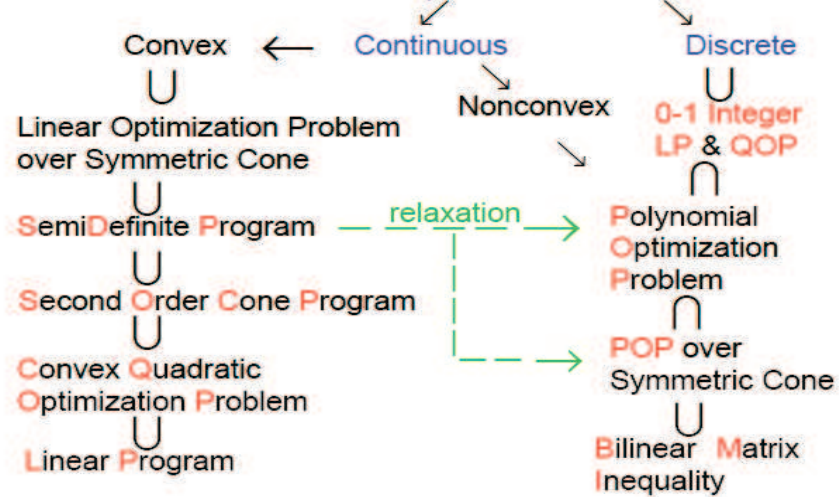 Convex
Continuous
Discrete
Nonconvex
0-1 Integer
LP & QOP
Linear Optimization Problem
over Symmetric Cone
SemiDefinite Program
relaxation
Polynomial
Optimization
Problem
Second Order Cone Program
POP over
Symmetric Cone
Convex Quadratic
Optimization Problem
Linear Program
Bilinear Matrix
Inequality